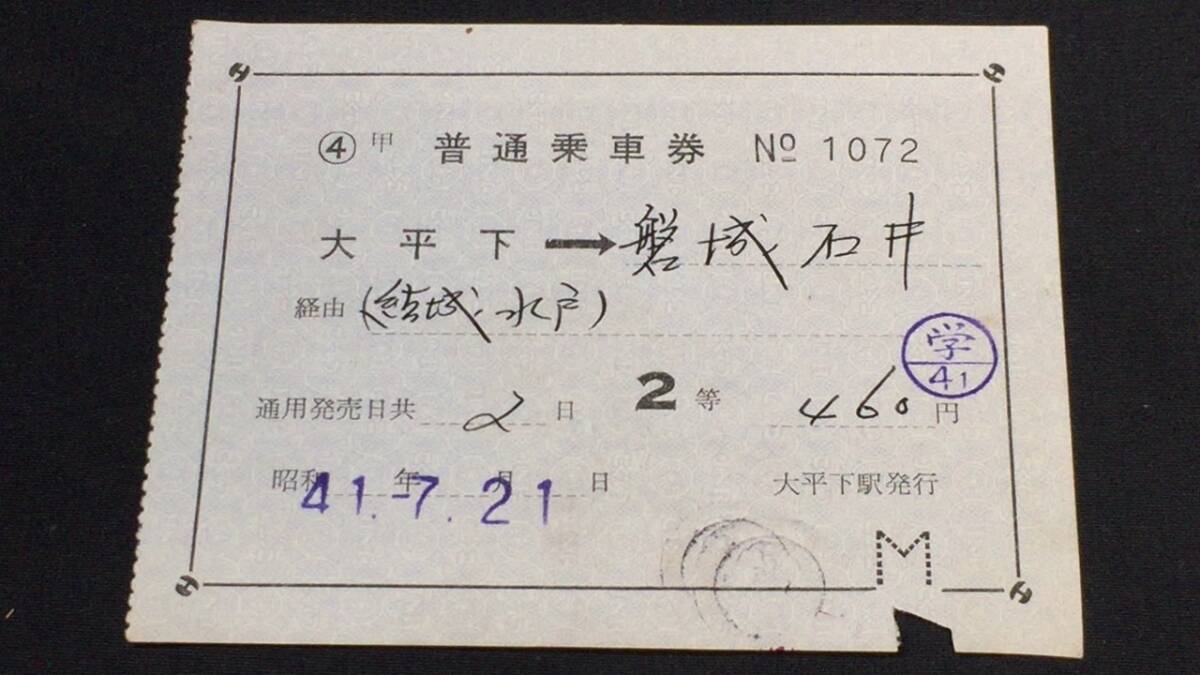 ④ 甲 普通乗車券 № 1072
大平下 → 磐城石井
経由 (結城、水戸)
学
41
通用発売日共 2 日 2 等 460 円
昭和 41.-7.21 年 月 日 大平下駅発行
M